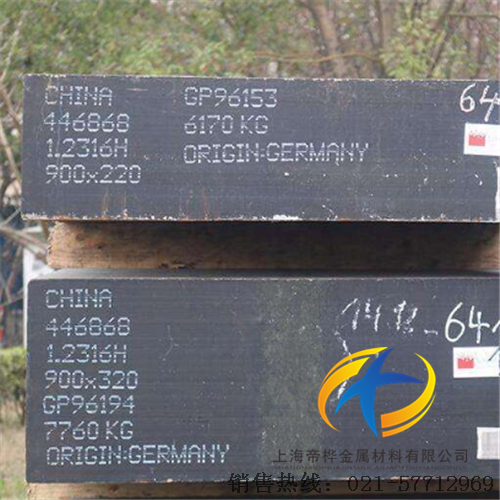 CHINA
446868
1.2316H
900x220
GP96153
6170 KG
ORIGIN:GERMANY
64
CHINA
446868
1.2316H
900x320
GP96194
7760 KG
ORIGIN:GERMANY
64
上海帝桦金属材料有限公司
销售热线：021-57712969